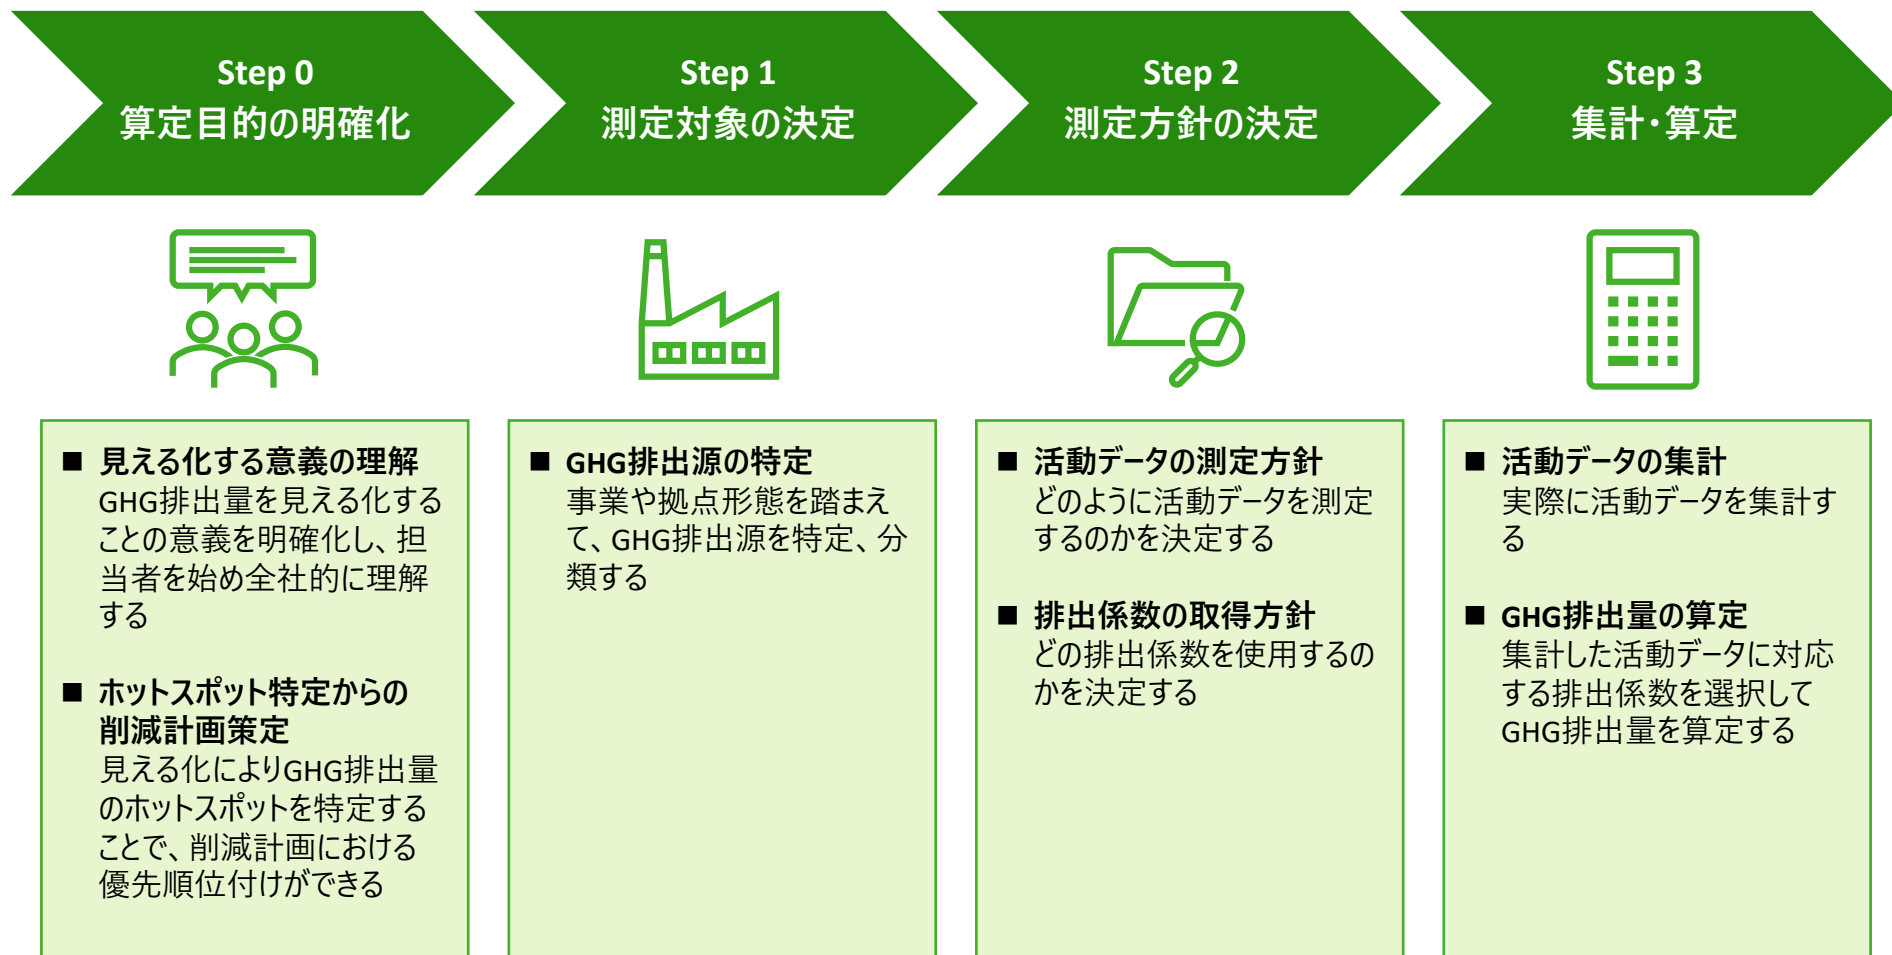 Step 0
算定目的の明確化
Step 1
測定対象の決定
Step 2
測定方針の決定
Step 3
集計・算定
■ 見える化する意義の理解
GHG排出量を見える化する
ことの意義を明確化し、担
当者を始め全社的に理解
する
■ ホットスポット特定からの
削減計画策定
見える化によりGHG排出量
のホットスポットを特定する
ことで、削減計画における
優先順位付けができる
■ GHG排出源の特定
事業や拠点形態を踏まえ
て、GHG排出源を特定、分
類する
■ 活動データの測定方針
どのように活動データを測定
するのかを決定する
■ 排出係数の取得方針
どの排出係数を使用するの
かを決定する
■ 活動データの集計
実際に活動データを集計す
る
■ GHG排出量の算定
集計した活動データに対応
する排出係数を選択して
GHG排出量を算定する